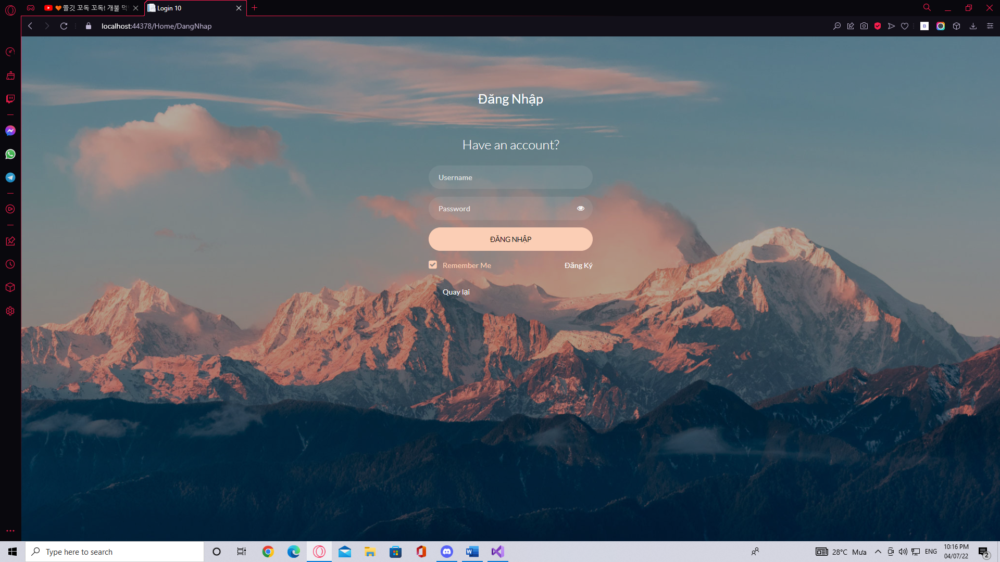 쫄깃 꼬독 꼬독! 개불 먹
Login 10
localhost:44378/Home/DangNhap
B
Đăng Nhập
Have an account?
Username
Password
ĐĂNG NHẬP
Remember Me
Đăng Ký
Quay lại
Type here to search
28°C Mưa
ENG
10:16 PM
04/07/22
2